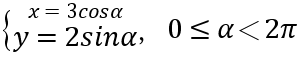 x = 3cosα
y = 2sinα, 0 ≤ α < 2π